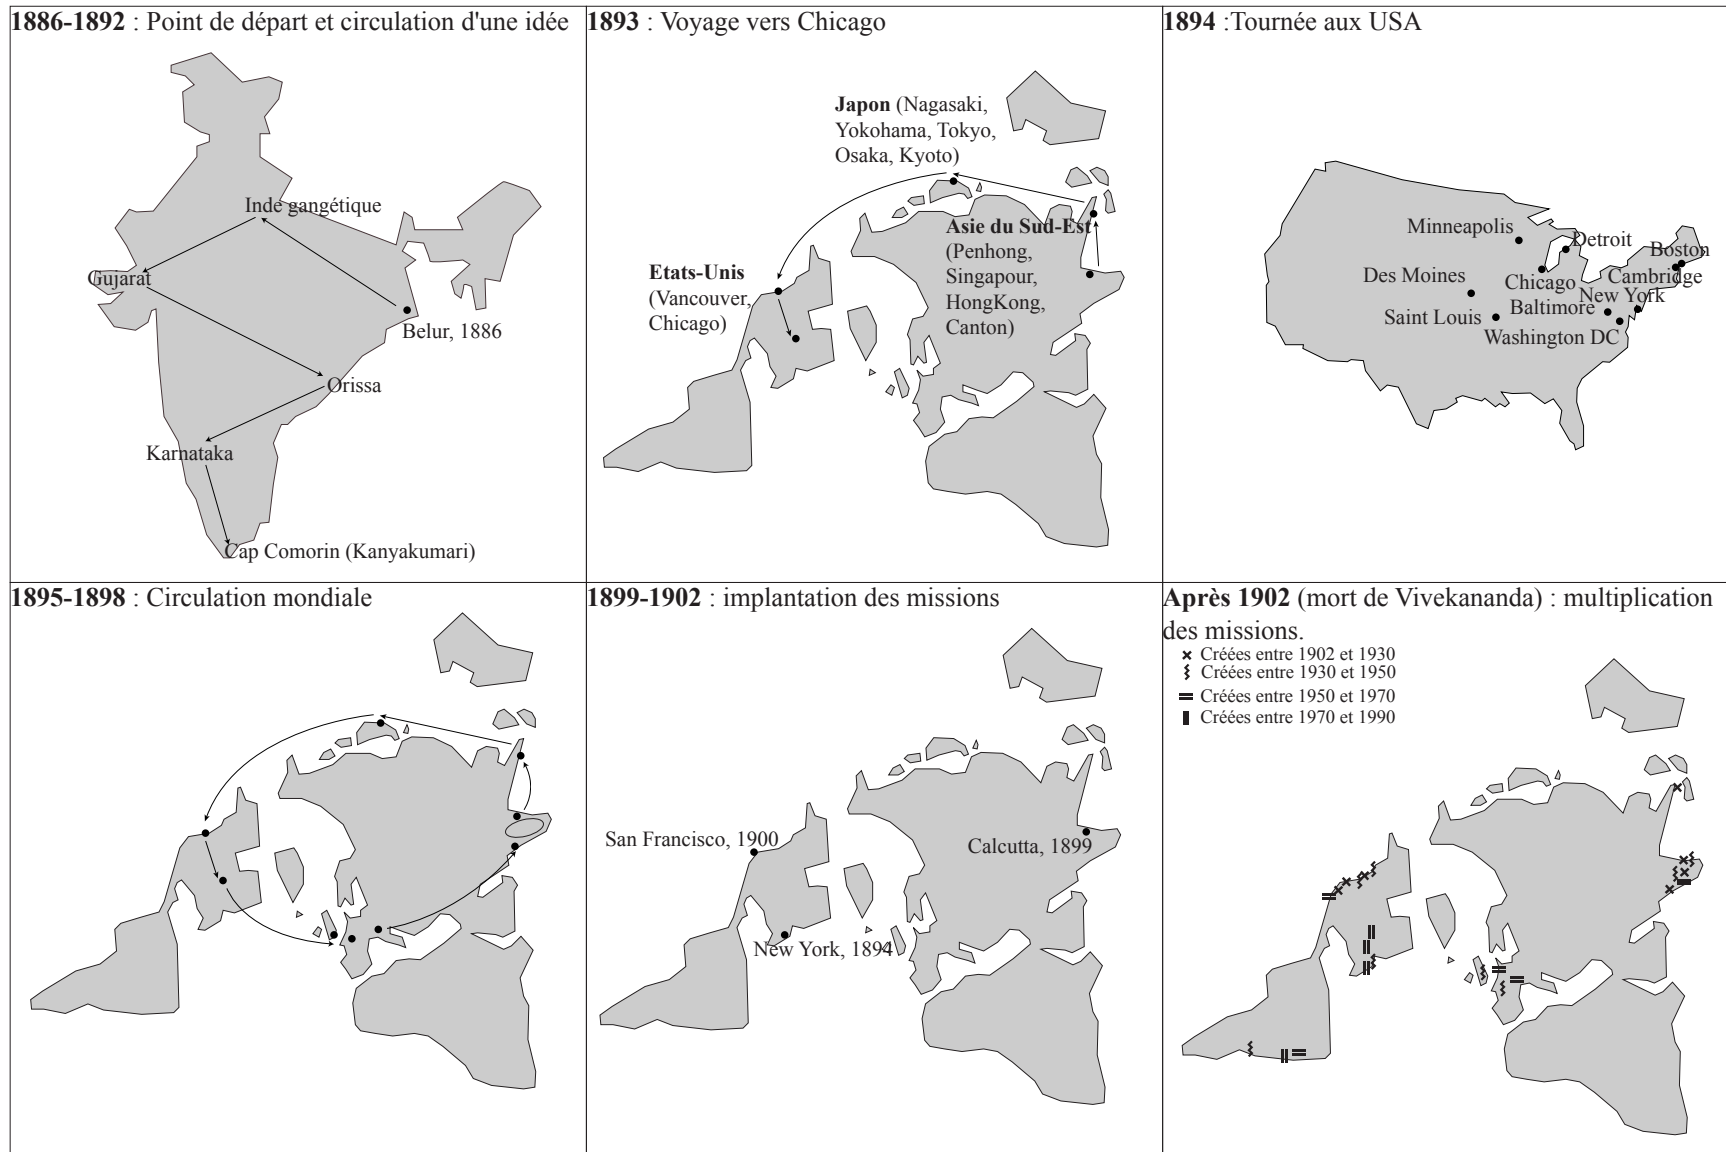 1886-1892 : Point de départ et circulation d'une idée
Inde gangétique
Gujarat
Belur, 1886
Orissa
Karnataka
Cap Comorin (Kanyakumari)
1893 : Voyage vers Chicago
Japon (Nagasaki,
Yokohama, Tokyo,
Osaka, Kyoto)
Asie du Sud-Est
(Penhong,
Singapour,
HongKong,
Canton)
Etats-Unis
(Vancouver,
Chicago)
1894 :Tournée aux USA
Minneapolis
Detroit
Boston
Des Moines
Chicago
Cambridge
Baltimore
New York
Saint Louis
Washington DC
1895-1898 : Circulation mondiale
1899-1902 : implantation des missions
San Francisco, 1900
Calcutta, 1899
New York, 1894
Après 1902 (mort de Vivekananda) : multiplication
des missions.
Créées entre 1902 et 1930
Créées entre 1930 et 1950
Créées entre 1950 et 1970
Créées entre 1970 et 1990